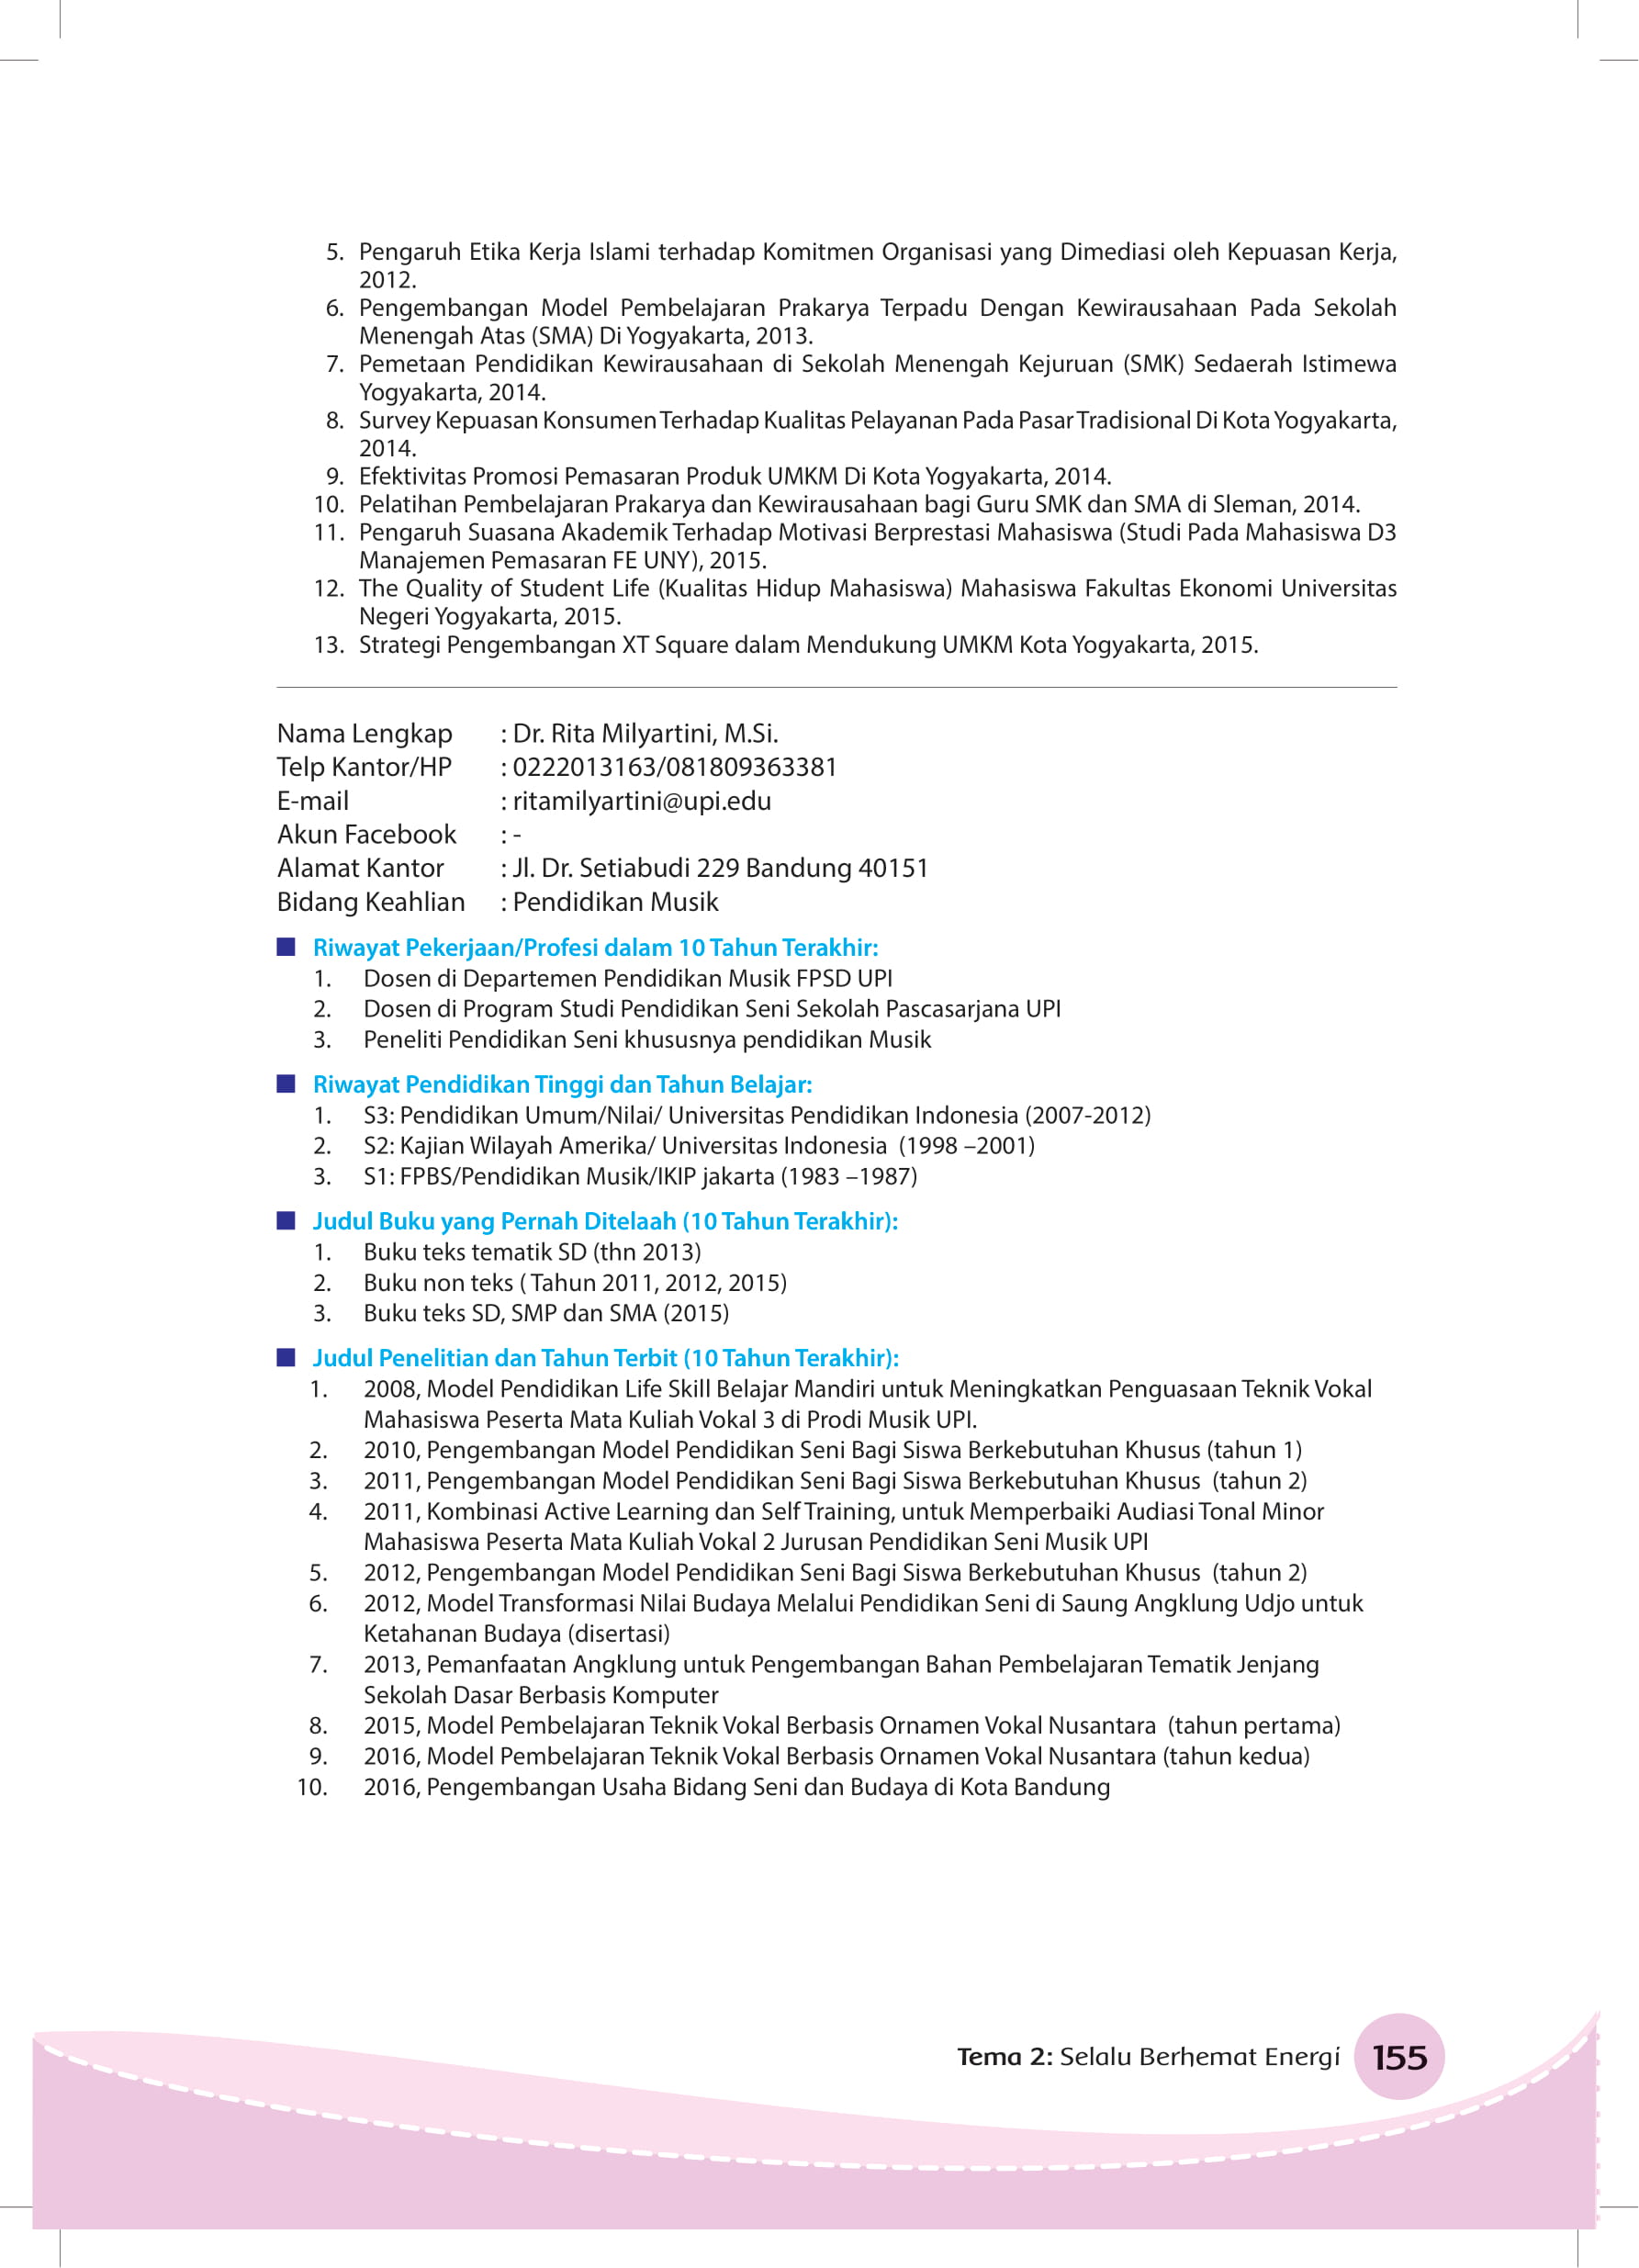 5. Pengaruh Etika Kerja Islami terhadap Komitmen Organisasi yang Dimediasi oleh Kepuasan Kerja,
2012.
6. Pengembangan Model Pembelajaran Prakarya Terpadu Dengan Kewirausahaan Pada Sekolah
Menengah Atas (SMA) Di Yogyakarta, 2013.
7. Pemetaan Pendidikan Kewirausahaan di Sekolah Menengah Kejuruan (SMK) Sedaerah Istimewa
Yogyakarta, 2014.
8. Survey Kepuasan Konsumen Terhadap Kualitas Pelayanan Pada Pasar Tradisional Di Kota Yogyakarta,
2014.
9. Efektivitas Promosi Pemasaran Produk UMKM Di Kota Yogyakarta, 2014.
10. Pelatihan Pembelajaran Prakarya dan Kewirausahaan bagi Guru SMK dan SMA di Sleman, 2014.
11. Pengaruh Suasana Akademik Terhadap Motivasi Berprestasi Mahasiswa (Studi Pada Mahasiswa D3
Manajemen Pemasaran FE UNY), 2015.
12. The Quality of Student Life (Kualitas Hidup Mahasiswa) Mahasiswa Fakultas Ekonomi Universitas
Negeri Yogyakarta, 2015.
13. Strategi Pengembangan XT Square dalam Mendukung UMKM Kota Yogyakarta, 2015.
Nama Lengkap : Dr. Rita Milyartini, M.Si.
Telp Kantor/HP : 0222013163/081809363381
E-mail : ritamilyartini@upi.edu
Akun Facebook : -
Alamat Kantor : Jl. Dr. Setiabudi 229 Bandung 40151
Bidang Keahlian : Pendidikan Musik
Riwayat Pekerjaan/Profesi dalam 10 Tahun Terakhir:
1. Dosen di Departemen Pendidikan Musik FPSD UPI
2. Dosen di Program Studi Pendidikan Seni Sekolah Pascasarjana UPI
3. Peneliti Pendidikan Seni khususnya pendidikan Musik
Riwayat Pendidikan Tinggi dan Tahun Belajar:
1. S3: Pendidikan Umum/Nilai/ Universitas Pendidikan Indonesia (2007-2012)
2. S2: Kajian Wilayah Amerika/ Universitas Indonesia (1998 –2001)
3. S1: FPBS/Pendidikan Musik/IKIP jakarta (1983 –1987)
Judul Buku yang Pernah Ditelaah (10 Tahun Terakhir):
1. Buku teks tematik SD (thn 2013)
2. Buku non teks ( Tahun 2011, 2012, 2015)
3. Buku teks SD, SMP dan SMA (2015)
Judul Penelitian dan Tahun Terbit (10 Tahun Terakhir):
1. 2008, Model Pendidikan Life Skill Belajar Mandiri untuk Meningkatkan Penguasaan Teknik Vokal
Mahasiswa Peserta Mata Kuliah Vokal 3 di Prodi Musik UPI.
2. 2010, Pengembangan Model Pendidikan Seni Bagi Siswa Berkebutuhan Khusus (tahun 1)
3. 2011, Pengembangan Model Pendidikan Seni Bagi Siswa Berkebutuhan Khusus (tahun 2)
4. 2011, Kombinasi Active Learning dan Self Training, untuk Memperbaiki Audiasi Tonal Minor
Mahasiswa Peserta Mata Kuliah Vokal 2 Jurusan Pendidikan Seni Musik UPI
5. 2012, Pengembangan Model Pendidikan Seni Bagi Siswa Berkebutuhan Khusus (tahun 2)
6. 2012, Model Transformasi Nilai Budaya Melalui Pendidikan Seni di Saung Angklung Udjo untuk
Ketahanan Budaya (disertasi)
7. 2013, Pemanfaatan Angklung untuk Pengembangan Bahan Pembelajaran Tematik Jenjang
Sekolah Dasar Berbasis Komputer
8. 2015, Model Pembelajaran Teknik Vokal Berbasis Ornamen Vokal Nusantara (tahun pertama)
9. 2016, Model Pembelajaran Teknik Vokal Berbasis Ornamen Vokal Nusantara (tahun kedua)
10. 2016, Pengembangan Usaha Bidang Seni dan Budaya di Kota Bandung
Tema 2: Selalu Berhemat Energi 155